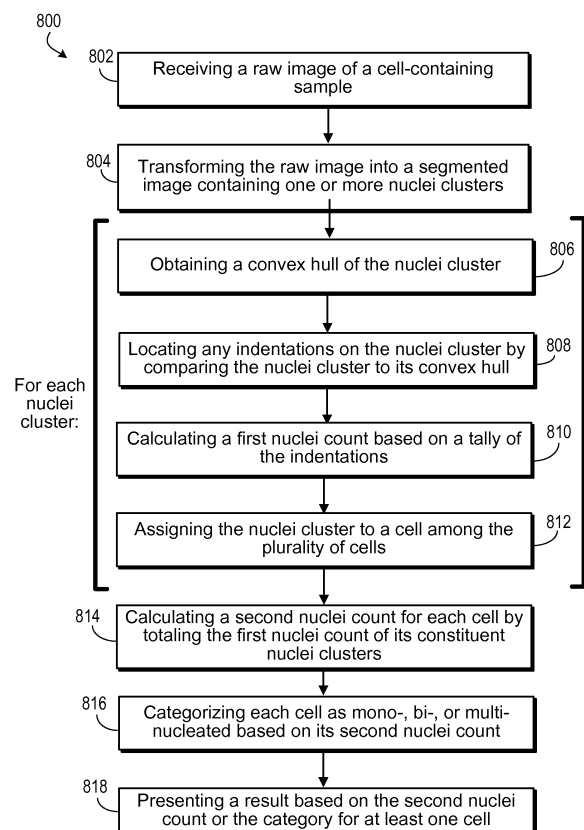 800
802
Receiving a raw image of a cell-containing
sample
804
Transforming the raw image into a segmented
image containing one or more nuclei clusters
For each
nuclei
cluster:
806
Obtaining a convex hull of the nuclei cluster
808
Locating any indentations on the nuclei cluster by
comparing the nuclei cluster to its convex hull
810
Calculating a first nuclei count based on a tally of
the indentations
812
Assigning the nuclei cluster to a cell among the
plurality of cells
814
Calculating a second nuclei count for each cell by
totaling the first nuclei count of its constituent
nuclei clusters
816
Categorizing each cell as mono-, bi-, or multi-
nucleated based on its second nuclei count
818
Presenting a result based on the second nuclei
count or the category for at least one cell